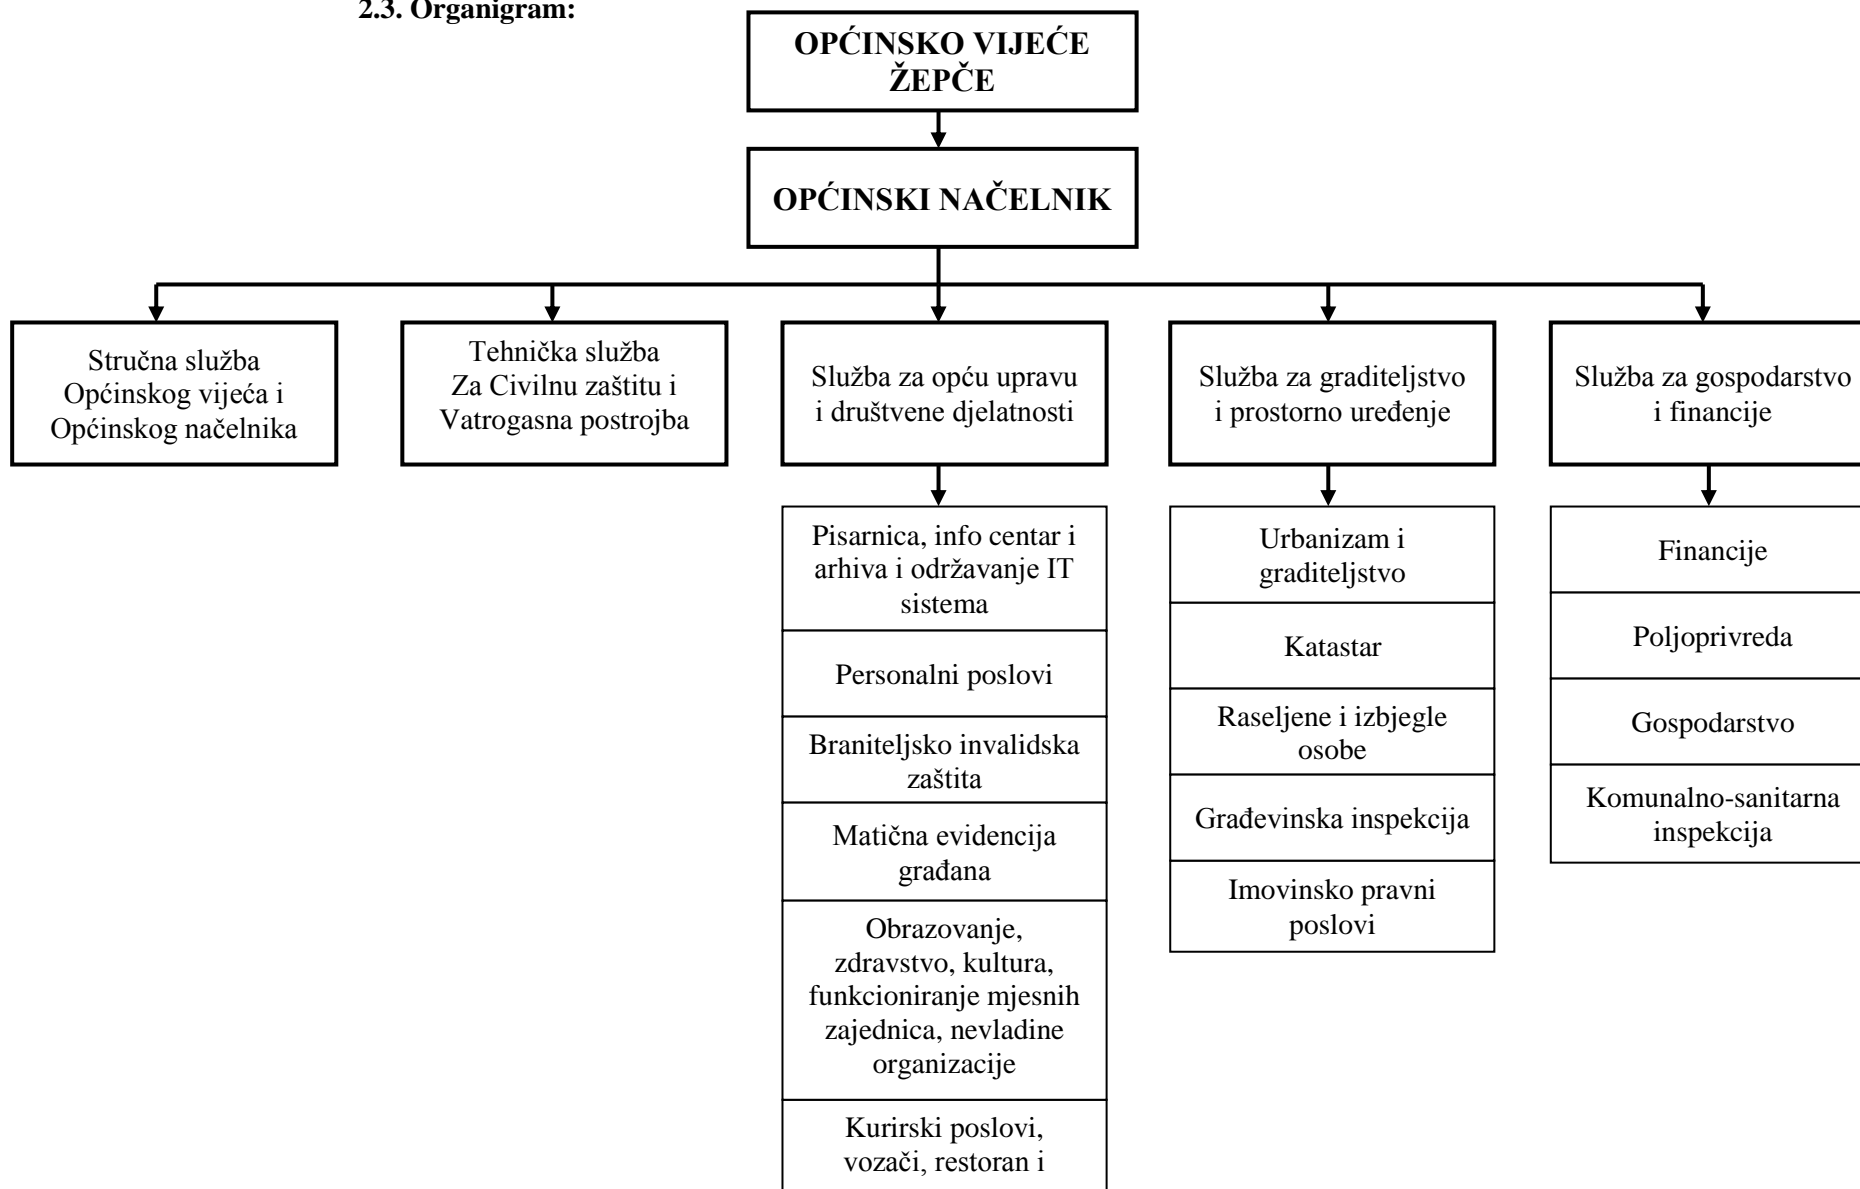 2.3. Organigram:
OPĆINSKO VIJEĆE
ŽEPČE
OPĆINSKI NAČELNIK
Stručna služba
Općinskog vijeća i
Općinskog načelnika
Tehnička služba
Za Civilnu zaštitu i
Vatrogasna postrojba
Služba za opću upravu
i društvene djelatnosti
Služba za graditeljstvo
i prostorno uređenje
Služba za gospodarstvo
i financije
Pisarnica, info centar i
arhiva i održavanje IT
sistema
Personalni poslovi
Braniteljsko invalidska
zaštita
Matična evidencija
građana
Obrazovanje,
zdravstvo, kultura,
funkcioniranje mjesnih
zajednica, nevladine
organizacije
Kurirski poslovi,
vozači, restoran i
Urbanizam i
graditeljstvo
Katastar
Raseljene i izbjegle
osobe
Građevinska inspekcija
Imovinsko pravni
poslovi
Financije
Poljoprivreda
Gospodarstvo
Komunalno-sanitarna
inspekcija